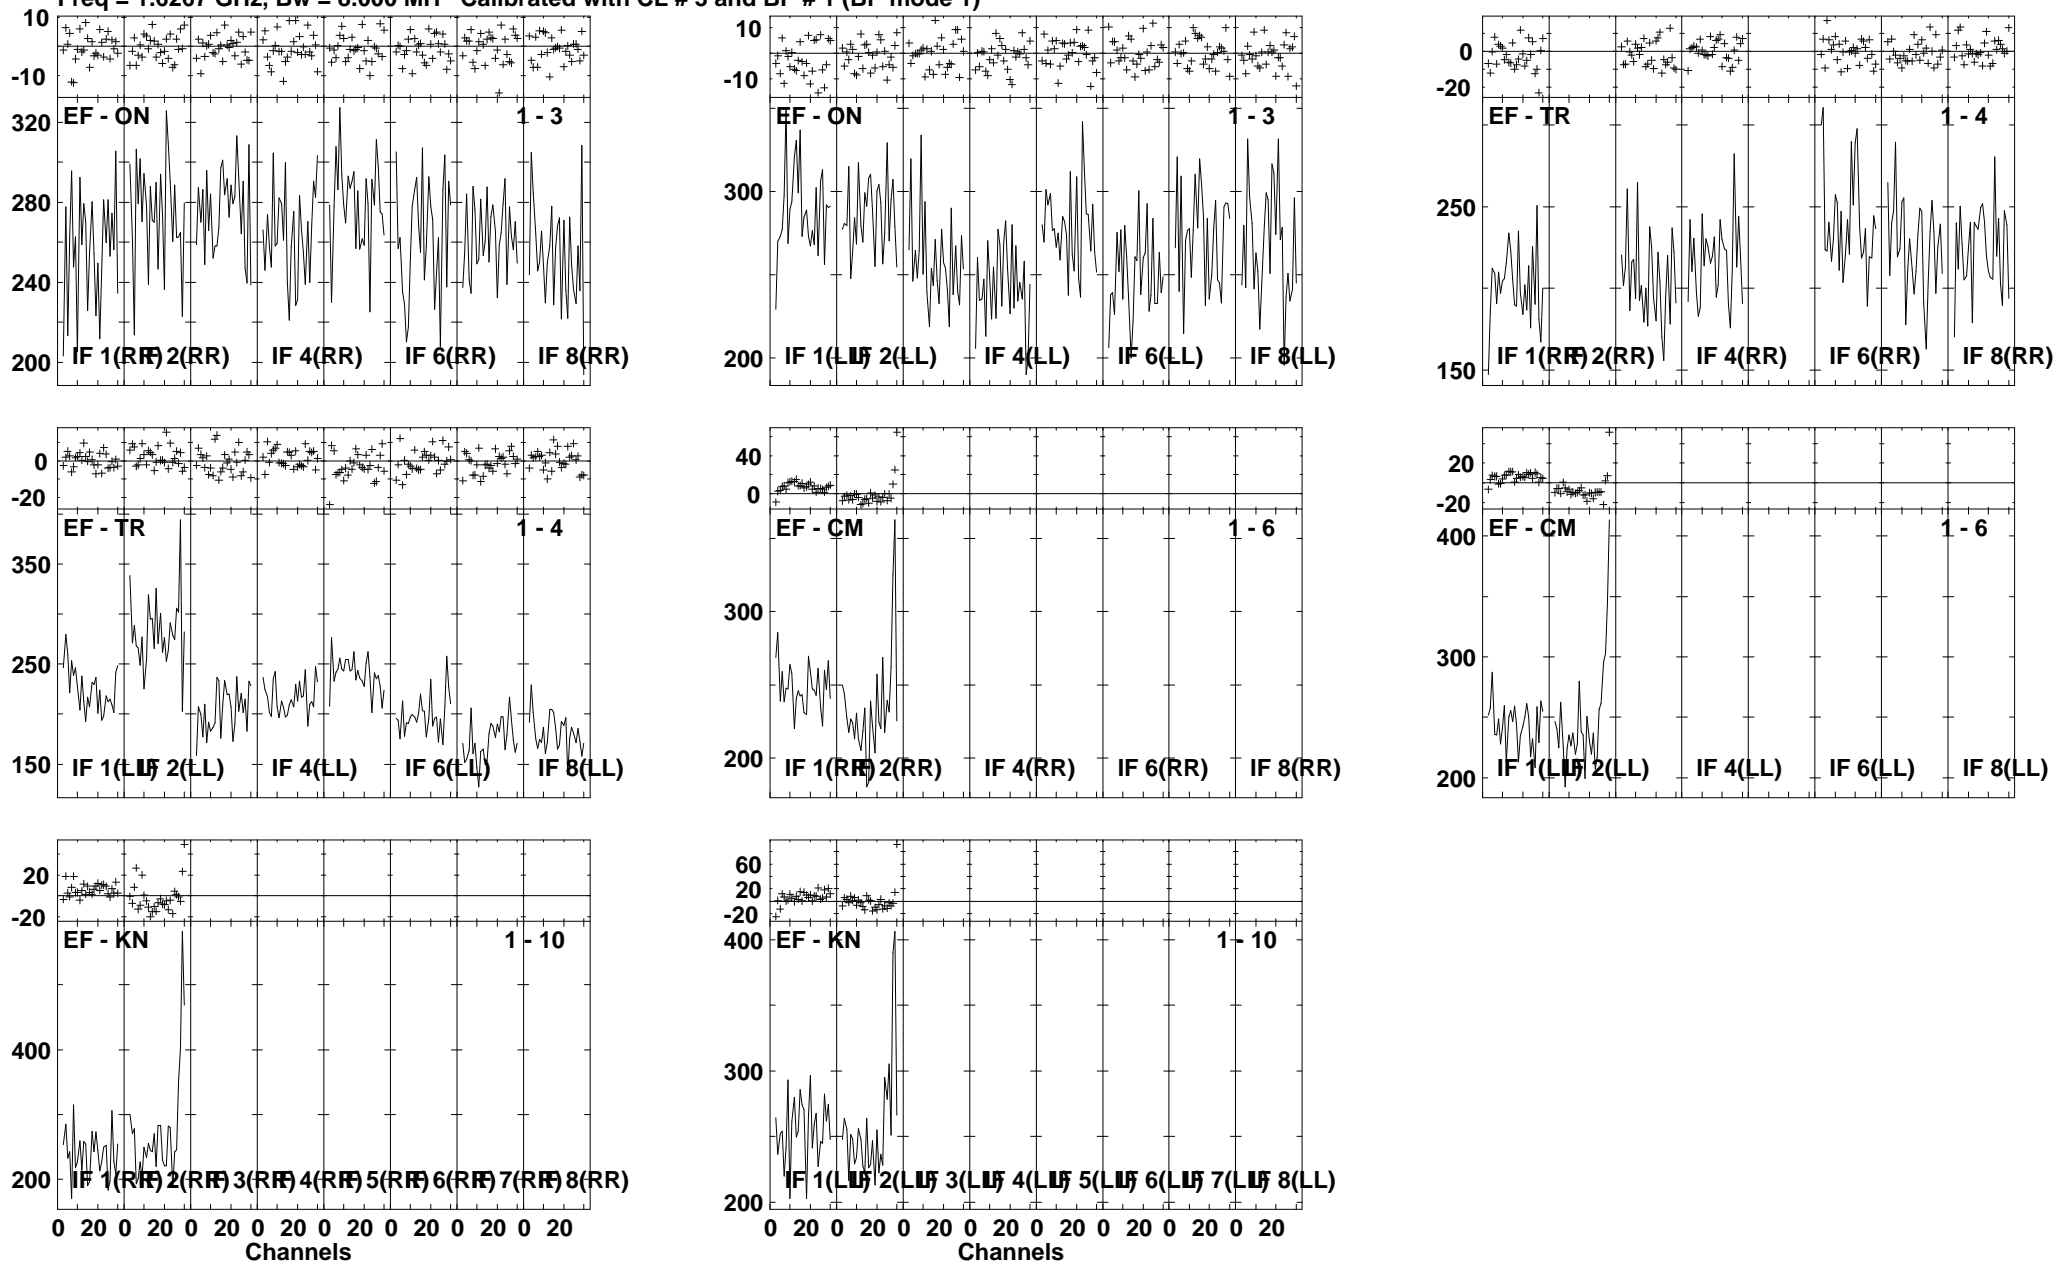 Freq = 1.6267 GHz, Bw = 8.000 MH Calibrated with CL # 3 and BP # 1 (BP mode 1)
10
-10
EF - ON 1 - 3
320
280
240
200
IF 1(RR) IF 2(RR) IF 4(RR) IF 6(RR) IF 8(RR)
10
-10
EF - ON 1 - 3
300
200
IF 1(LL) IF 2(LL) IF 4(LL) IF 6(LL) IF 8(LL)
0
-20
EF - TR 1 - 4
250
150
IF 1(RR) IF 2(RR) IF 4(RR) IF 6(RR) IF 8(RR)
0
-20
EF - TR 1 - 4
350
250
150
IF 1(LL) IF 2(LL) IF 4(LL) IF 6(LL) IF 8(LL)
40
0
EF - CM 1 - 6
300
200
IF 1(RR) IF 2(RR) IF 4(RR) IF 6(RR) IF 8(RR)
20
-20
EF - CM 1 - 6
400
300
200
IF 1(LL) IF 2(LL) IF 4(LL) IF 6(LL) IF 8(LL)
20
-20
EF - KN 1 - 10
400
200
IF 1(RR) IF 2(RR) IF 3(RR) IF 4(RR) IF 5(RR) IF 6(RR) IF 7(RR) IF 8(RR)
0 20 0 20 0 20 0 20 0 20 0 20 0 20 0 20
Channels
60
20
-20
EF - KN 1 - 10
400
300
200
IF 1(LL) IF 2(LL) IF 3(LL) IF 4(LL) IF 5(LL) IF 6(LL) IF 7(LL) IF 8(LL)
0 20 0 20 0 20 0 20 0 20 0 20 0 20 0 20
Channels